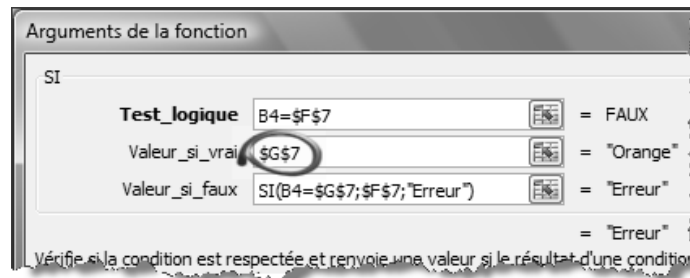 Arguments de la fonction
SI
Test_logique B4=$F$7 = FAUX
Valeur_si_vrai $G$7 = "Orange"
Valeur_si_faux SI(B4=$G$7;$F$7;"Erreur") = "Erreur"
= "Erreur"
Vérifie si la condition est respectée et renvoie une valeur si le résultat d'une condition